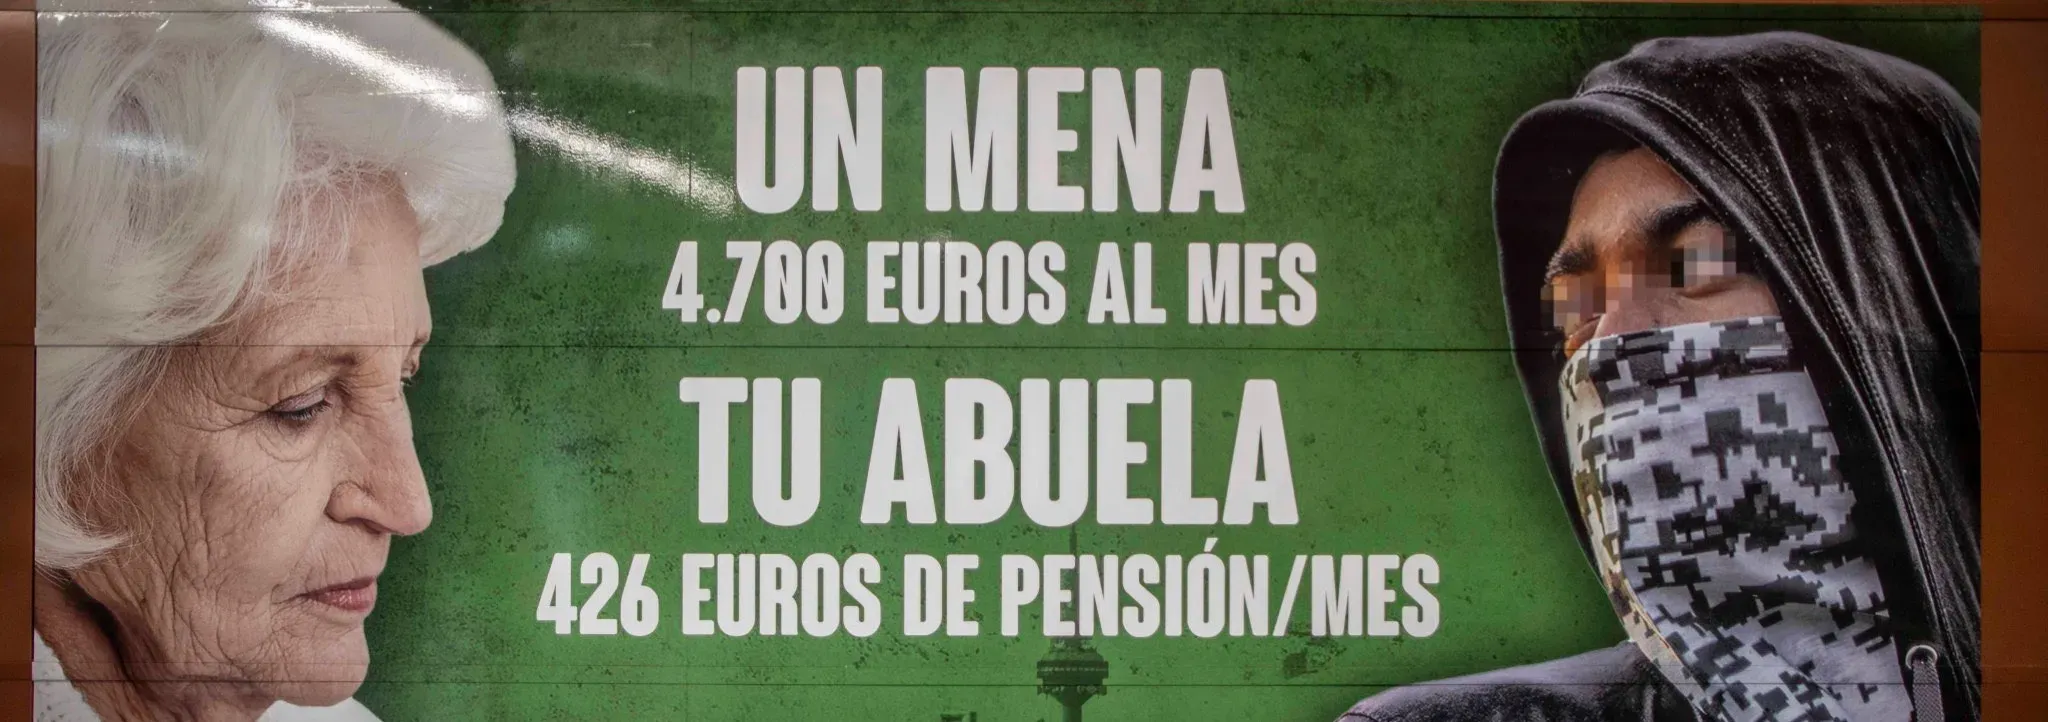 UN MENA
4.700 EUROS AL MES
TU ABUELA
426 EUROS DE PENSIÓN/MES